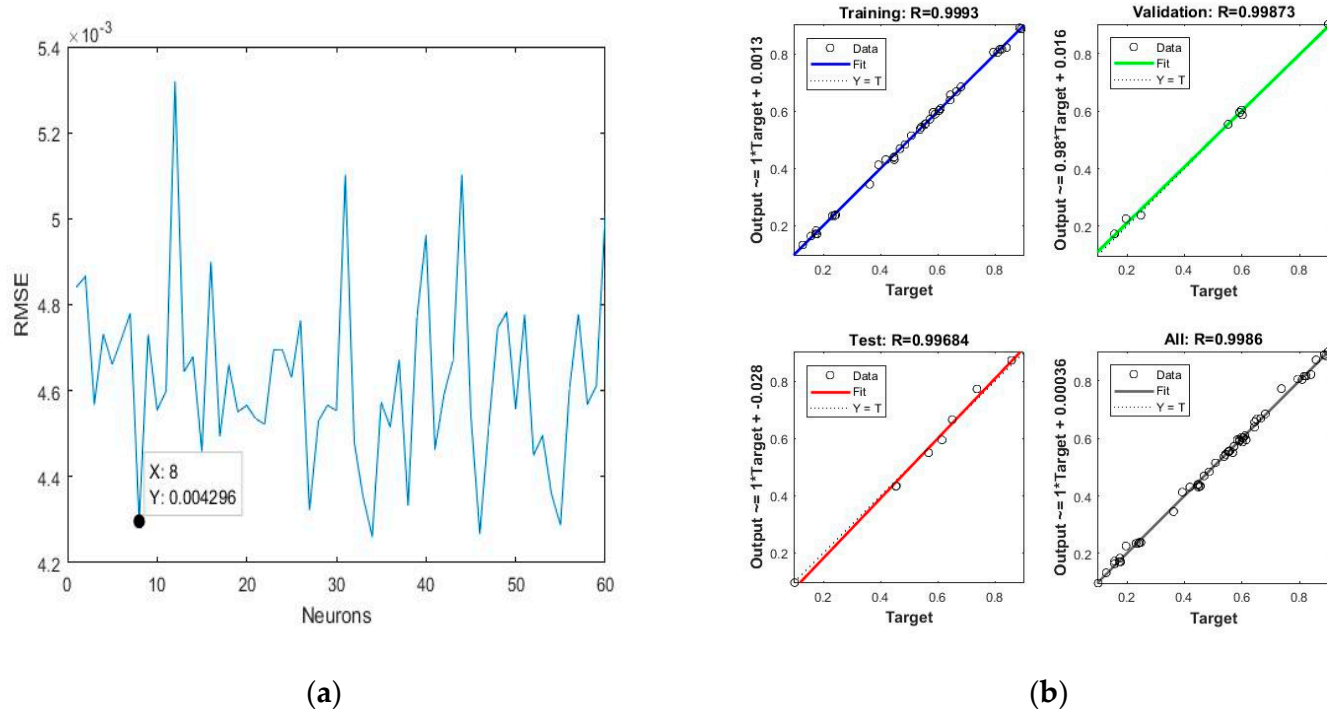 × 10⁻³
5.4
5.2
5
4.8
4.6
4.4
4.2
RMSE
X: 8
Y: 0.004296
0 10 20 30 40 50 60
Neurons
(a)
Training: R=0.9993
Data
Fit
Y = T
Output ~= 1*Target + 0.0013
0.8
0.6
0.4
0.2
0.2 0.4 0.6 0.8
Target
Validation: R=0.99873
Data
Fit
Y = T
Output ~= 0.98*Target + 0.016
0.8
0.6
0.4
0.2
0.2 0.4 0.6 0.8
Target
Test: R=0.99684
Data
Fit
Y = T
Output ~= 1*Target + -0.028
0.8
0.6
0.4
0.2
0.2 0.4 0.6 0.8
Target
All: R=0.9986
Data
Fit
Y = T
Output ~= 1*Target + 0.00036
0.8
0.6
0.4
0.2
0.2 0.4 0.6 0.8
Target
(b)